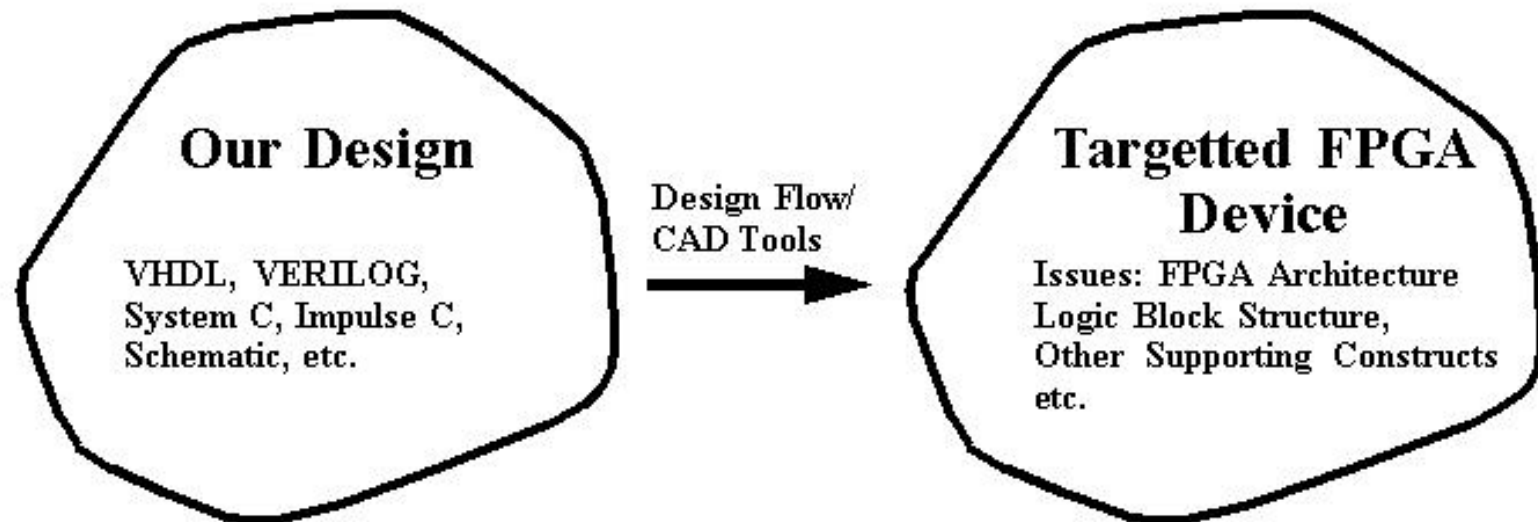 Our Design
VHDL, VERILOG,
System C, Impulse C,
Schematic, etc.
Design Flow/
CAD Tools
Targetted FPGA
Device
Issues: FPGA Architecture
Logic Block Structure,
Other Supporting Constructs
etc.